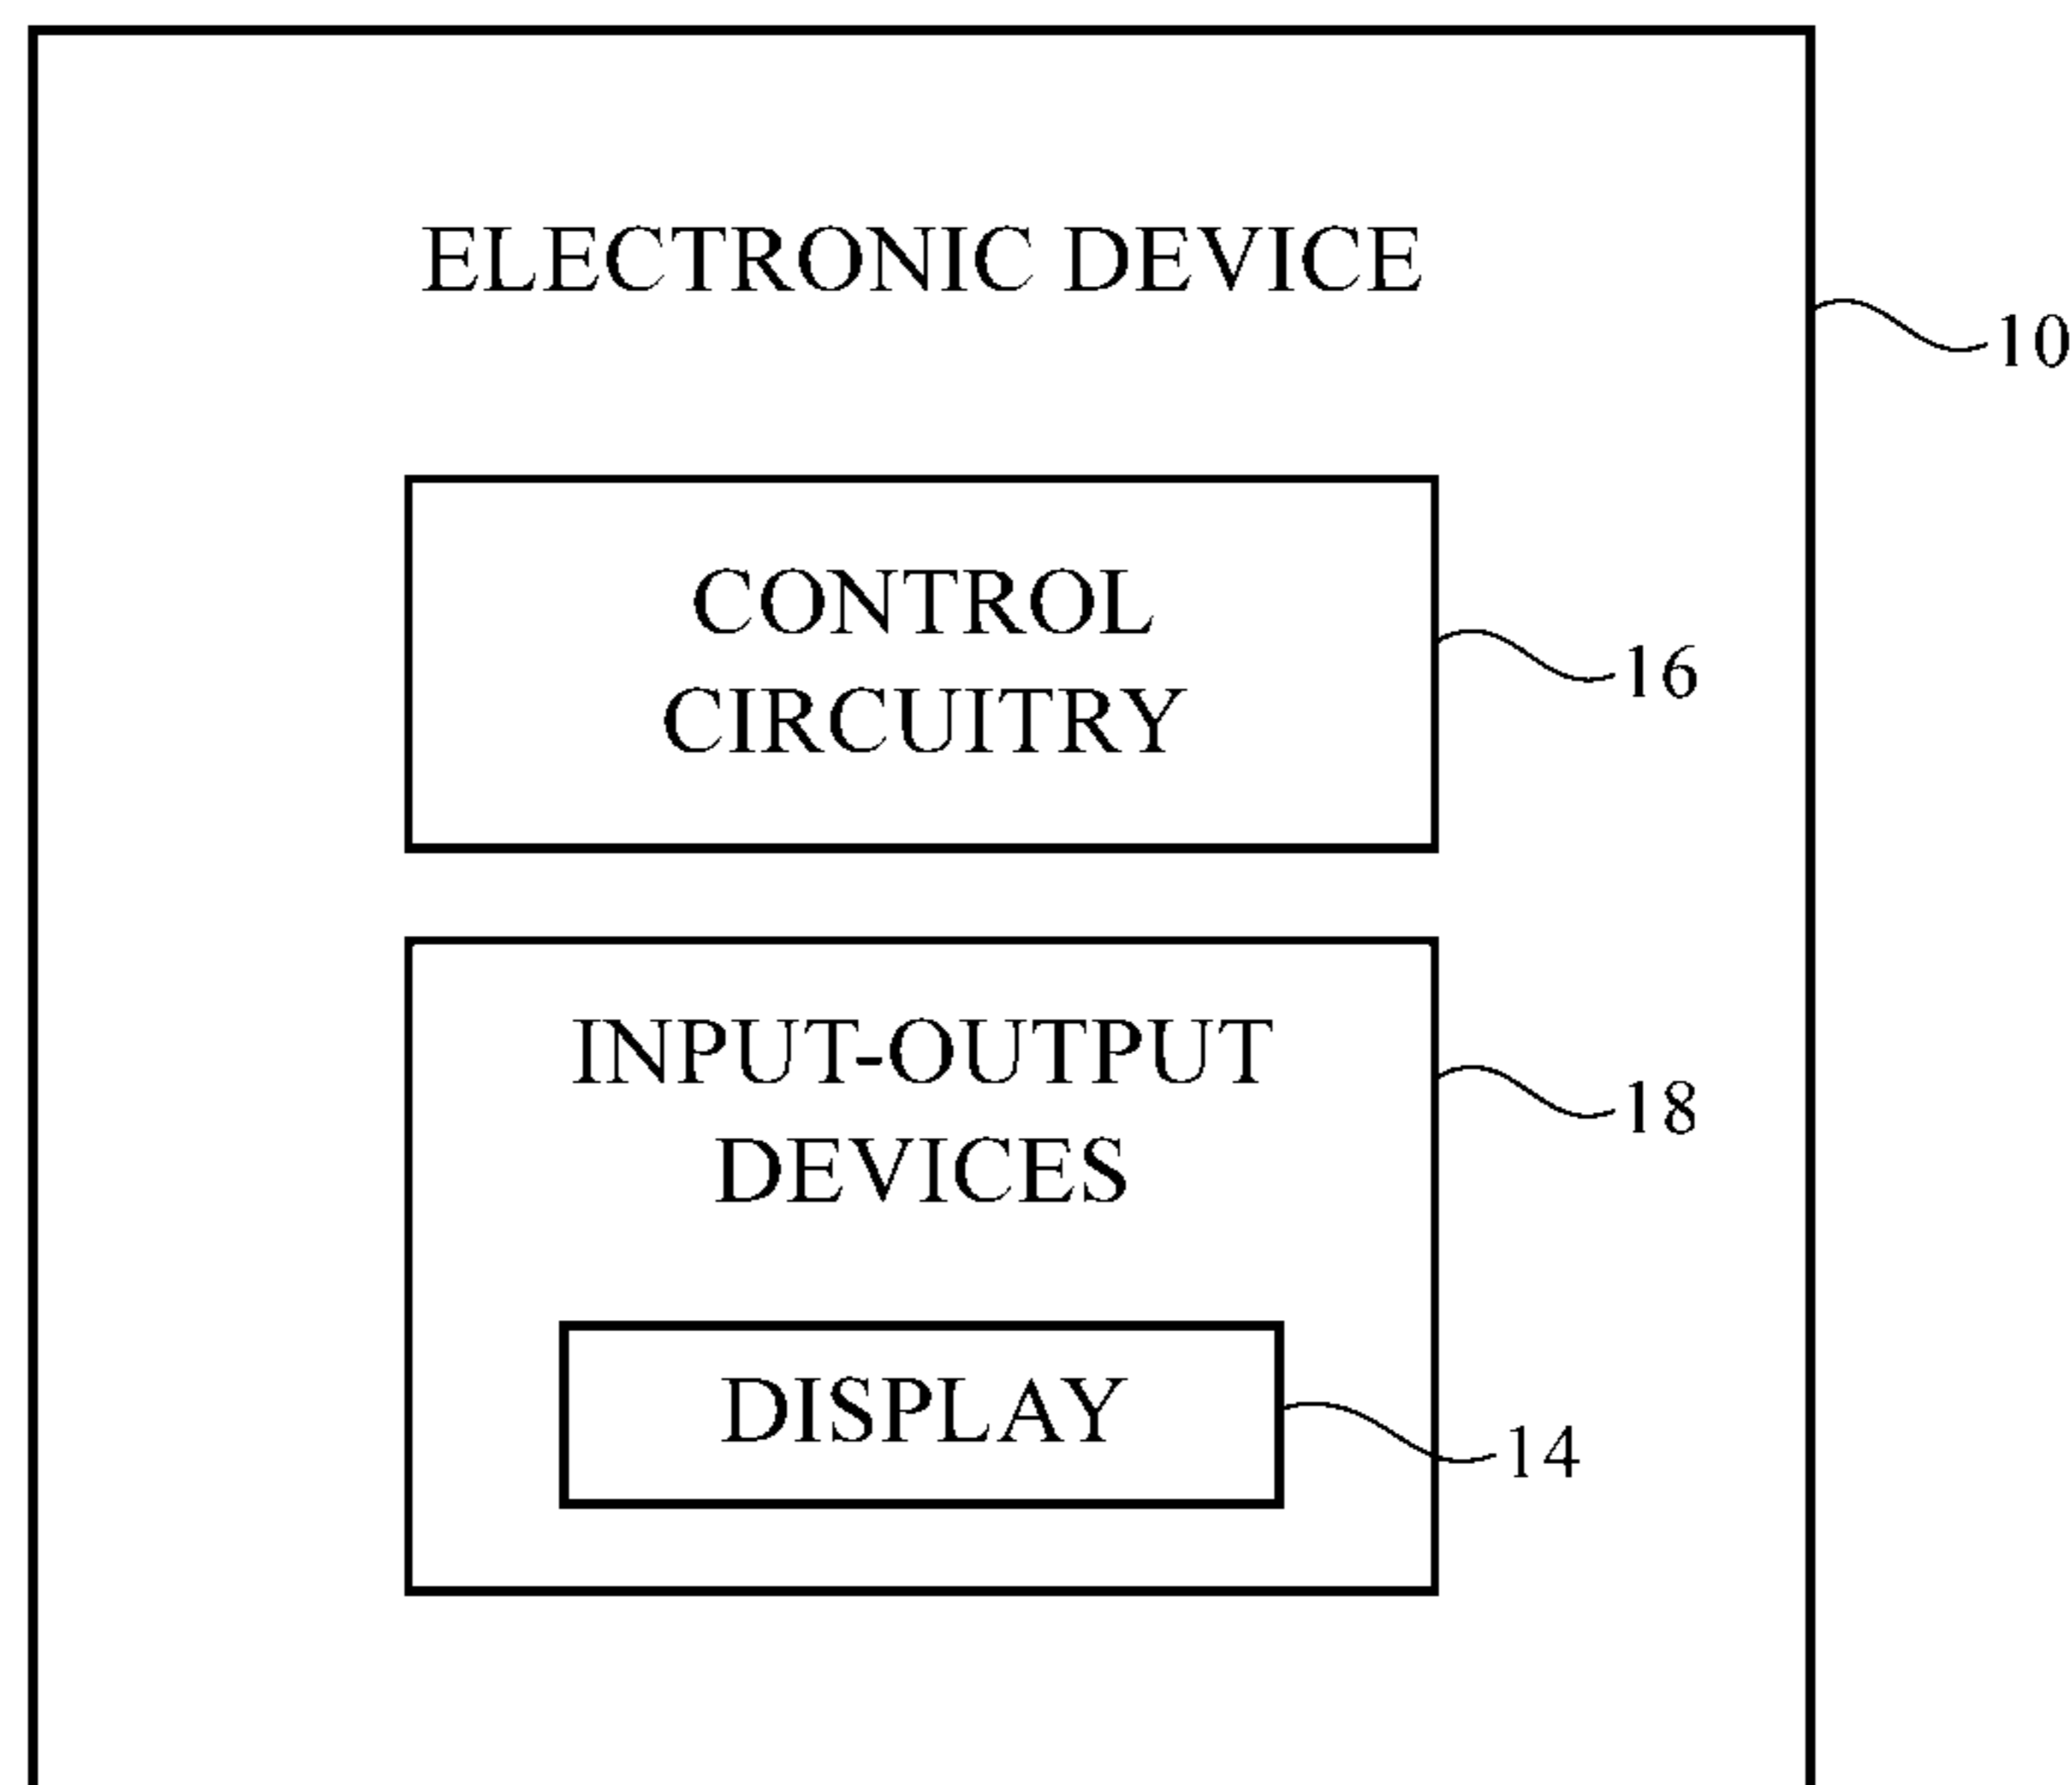 ELECTRONIC DEVICE
10
CONTROL
CIRCUITRY
16
INPUT-OUTPUT
DEVICES
18
DISPLAY
14